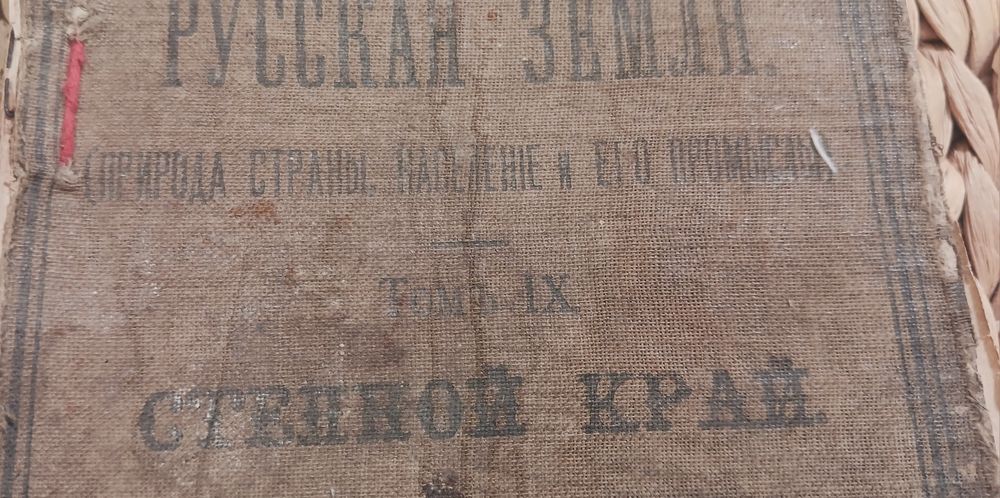 РУССКАЯ ЗЕМЛЯ.
(ПРИРОДА СТРАНЫ, НАСЕЛЕНІЕ и ЕГО ПРОМЫСЛЫ)
Томъ IX
СТЕПНОЙ КРАЙ.